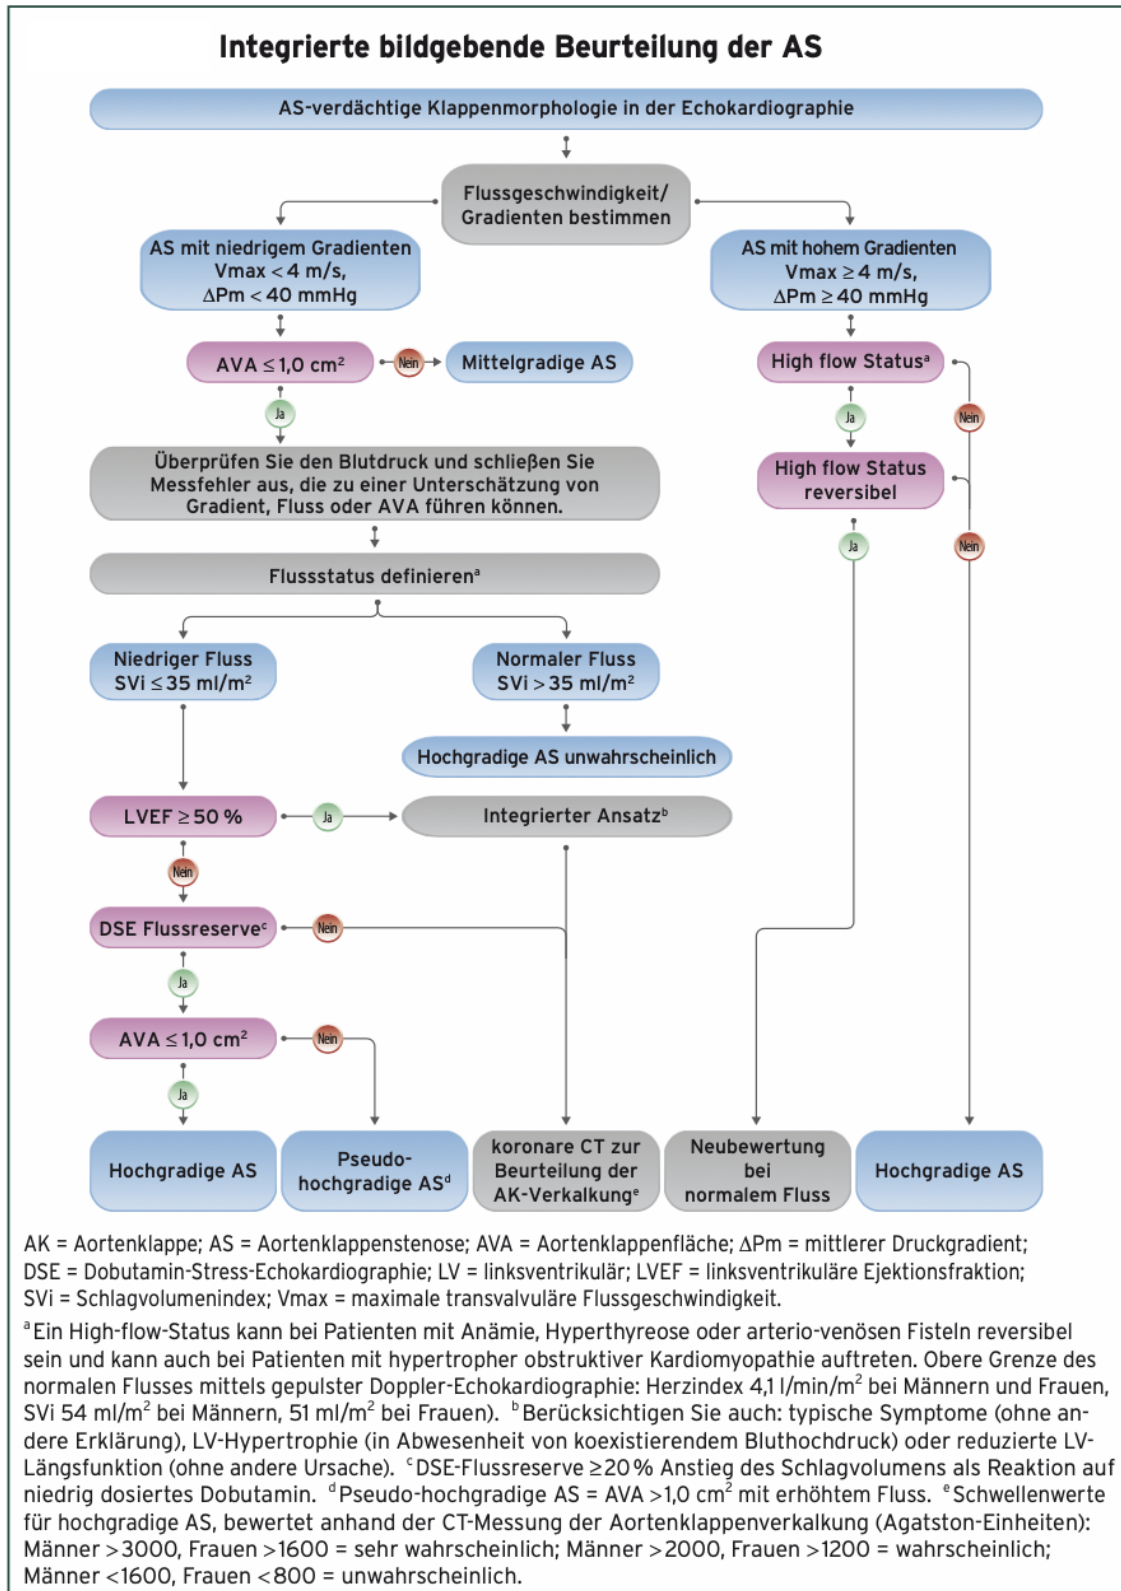 Integrierte bildgebende Beurteilung der AS
AS-verdächtige Klappenmorphologie in der Echokardiographie
Flussgeschwindigkeit/
Gradienten bestimmen
AS mit niedrigem Gradienten
Vmax < 4 m/s,
ΔPm < 40 mmHg
AS mit hohem Gradienten
Vmax ≥ 4 m/s,
ΔPm ≥ 40 mmHg
AVA ≤ 1,0 cm²
Nein
Mittelgradige AS
High flow Statusᵃ
Ja
Ja
Nein
Überprüfen Sie den Blutdruck und schließen Sie
Messfehler aus, die zu einer Unterschätzung von
Gradient, Fluss oder AVA führen können.
High flow Status
reversibel
Ja
Nein
Flussstatus definierenᵃ
Niedriger Fluss
SVi ≤ 35 ml/m²
Normaler Fluss
SVi > 35 ml/m²
Hochgradige AS unwahrscheinlich
LVEF ≥ 50 %
Ja
Integrierter Ansatzᵇ
Nein
DSE Flussreserveᶜ
Nein
Ja
AVA ≤ 1,0 cm²
Nein
Ja
Hochgradige AS
Pseudo-
hochgradige ASᵈ
koronare CT zur
Beurteilung der
AK-Verkalkungᵉ
Neubewertung
bei
normalem Fluss
Hochgradige AS
AK = Aortenklappe; AS = Aortenklappenstenose; AVA = Aortenklappenfläche; ΔPm = mittlerer Druckgradient;
DSE = Dobutamin-Stress-Echokardiographie; LV = linksventrikulär; LVEF = linksventrikuläre Ejektionsfraktion;
SVi = Schlagvolumenindex; Vmax = maximale transvalvuläre Flussgeschwindigkeit.
ᵃ Ein High-flow-Status kann bei Patienten mit Anämie, Hyperthyreose oder arterio-venösen Fisteln reversibel
sein und kann auch bei Patienten mit hypertropher obstruktiver Kardiomyopathie auftreten. Obere Grenze des
normalen Flusses mittels gepulster Doppler-Echokardiographie: Herzindex 4,1 l/min/m² bei Männern und Frauen,
SVi 54 ml/m² bei Männern, 51 ml/m² bei Frauen). ᵇ Berücksichtigen Sie auch: typische Symptome (ohne an-
dere Erklärung), LV-Hypertrophie (in Abwesenheit von koexistierendem Bluthochdruck) oder reduzierte LV-
Längsfunktion (ohne andere Ursache). ᶜ DSE-Flussreserve ≥ 20 % Anstieg des Schlagvolumens als Reaktion auf
niedrig dosiertes Dobutamin. ᵈ Pseudo-hochgradige AS = AVA > 1,0 cm² mit erhöhtem Fluss. ᵉ Schwellenwerte
für hochgradige AS, bewertet anhand der CT-Messung der Aortenklappenverkalkung (Agatston-Einheiten):
Männer > 3000, Frauen > 1600 = sehr wahrscheinlich; Männer > 2000, Frauen > 1200 = wahrscheinlich;
Männer < 1600, Frauen < 800 = unwahrscheinlich.